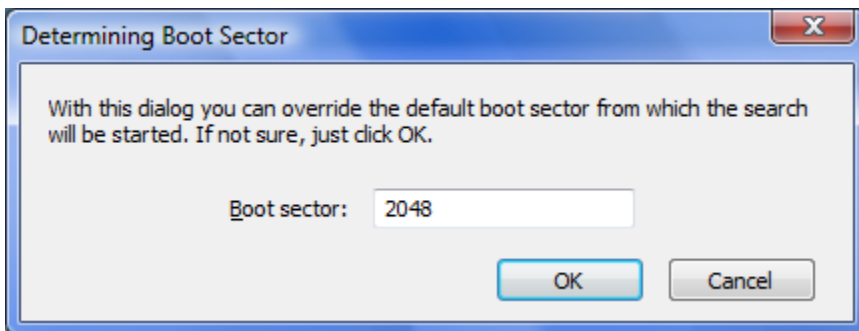 Determining Boot Sector
With this dialog you can override the default boot sector from which the search
will be started. If not sure, just click OK.
Boot sector: 2048
OK Cancel